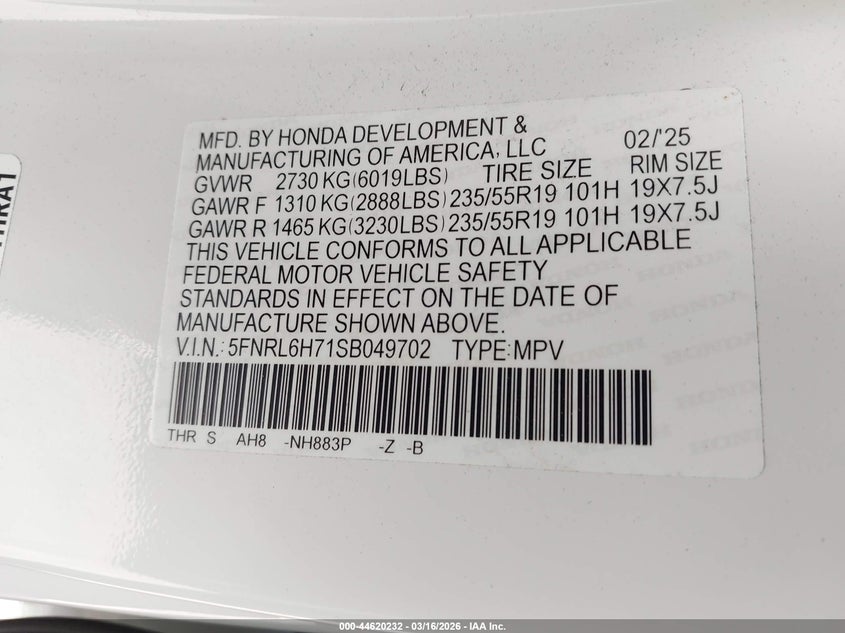 MFD. BY HONDA DEVELOPMENT &
MANUFACTURING OF AMERICA, LLC 02/'25
GVWR 2730 KG(6019LBS) TIRE SIZE RIM SIZE
GAWR F 1310 KG(2888LBS) 235/55R19 101H 19X7.5J
GAWR R 1465 KG(3230LBS) 235/55R19 101H 19X7.5J
THIS VEHICLE CONFORMS TO ALL APPLICABLE
FEDERAL MOTOR VEHICLE SAFETY
STANDARDS IN EFFECT ON THE DATE OF
MANUFACTURE SHOWN ABOVE.
V.I.N.: 5FNRL6H71SB049702 TYPE:MPV
THR S AH8 -NH883P -Z -B
HONDA
000-44620232 - 03/16/2026 - IAA Inc.